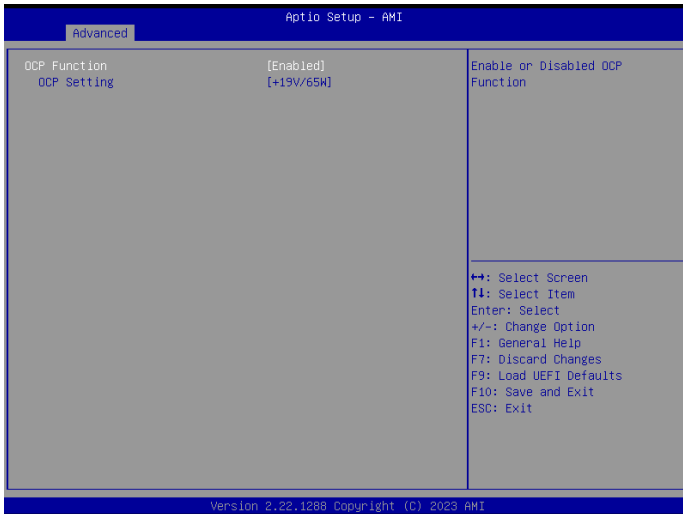 Aptio Setup – AMI
Advanced
OCP Function [Enabled]
OCP Setting [+19V/65W]
Enable or Disabled OCP
Function
↔: Select Screen
↑↓: Select Item
Enter: Select
+/-: Change Option
F1: General Help
F7: Discard Changes
F9: Load UEFI Defaults
F10: Save and Exit
ESC: Exit
Version 2.22.1288 Copyright (C) 2023 AMI